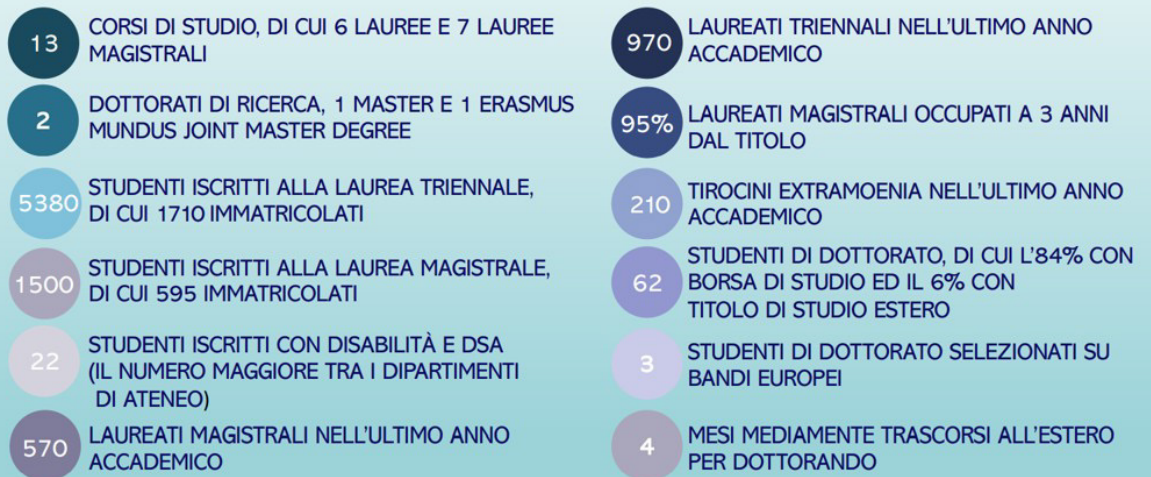 13
CORSI DI STUDIO, DI CUI 6 LAUREE E 7 LAUREE
MAGISTRALI
2
DOTTORATI DI RICERCA, 1 MASTER E 1 ERASMUS
MUNDUS JOINT MASTER DEGREE
5380
STUDENTI ISCRITTI ALLA LAUREA TRIENNALE,
DI CUI 1710 IMMATRICOLATI
1500
STUDENTI ISCRITTI ALLA LAUREA MAGISTRALE,
DI CUI 595 IMMATRICOLATI
22
STUDENTI ISCRITTI CON DISABILITÀ E DSA
(IL NUMERO MAGGIORE TRA I DIPARTIMENTI
DI ATENEO)
570
LAUREATI MAGISTRALI NELL'ULTIMO ANNO
ACCADEMICO
970
LAUREATI TRIENNALI NELL'ULTIMO ANNO
ACCADEMICO
95%
LAUREATI MAGISTRALI OCCUPATI A 3 ANNI
DAL TITOLO
210
TIROCINI EXTRAMOENIA NELL'ULTIMO ANNO
ACCADEMICO
62
STUDENTI DI DOTTORATO, DI CUI L'84% CON
BORSA DI STUDIO ED IL 6% CON
TITOLO DI STUDIO ESTERO
3
STUDENTI DI DOTTORATO SELEZIONATI SU
BANDI EUROPEI
4
MESI MEDIAMENTE TRASCORSI ALL'ESTERO
PER DOTTORANDO